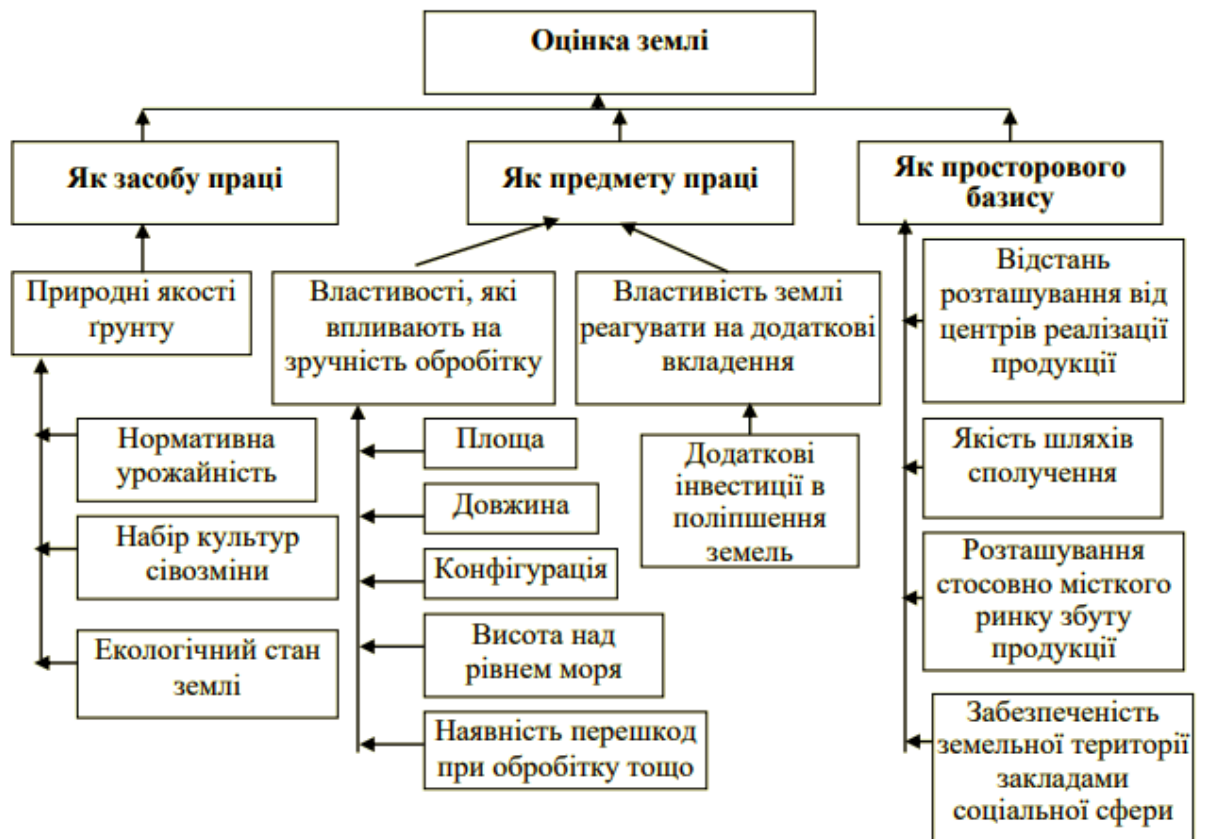 Оцінка землі
Як засобу праці
Як предмету праці
Як просторового
базису
Природні якості
ґрунту
Властивості, які
впливають на
зручність обробітку
Властивість землі
реагувати на додаткові
вкладення
Відстань
розташування від
центрів реалізації
продукції
Нормативна
урожайність
Набір культур
сівозміни
Екологічний стан
землі
Площа
Довжина
Конфігурація
Висота над
рівнем моря
Наявність перешкод
при обробітку тощо
Додаткові
інвестиції в
поліпшення
земель
Якість шляхів
сполучення
Розташування
стосовно місткого
ринку збуту
продукції
Забезпеченість
земельної території
закладами
соціальної сфери